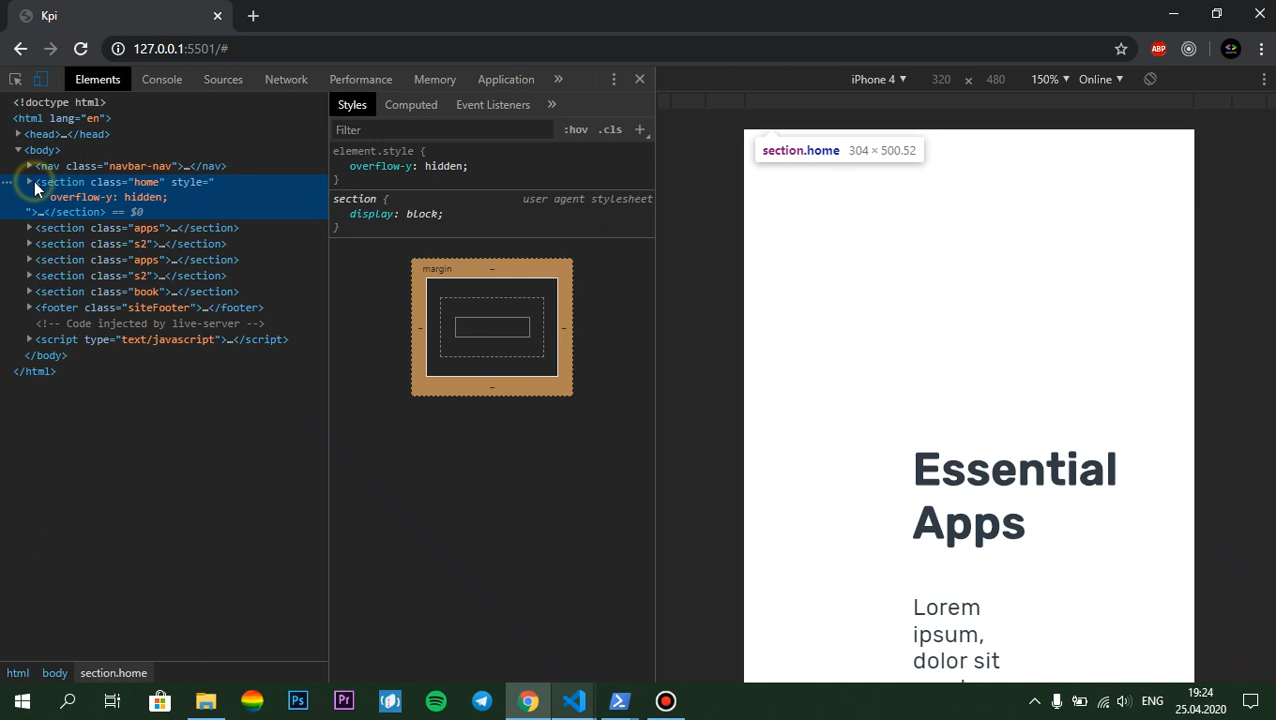 Kpi
127.0.0.1:5501/#
ABP
Elements Console Sources Network Performance Memory Application »
iPhone 4 ▼ 320 × 480 150% ▼ Online ▼
<!doctype html>
<html lang="en">
<head>…</head>
<body>
<nav class="navbar-nav">…</nav>
<section class="home" style="
overflow-y: hidden;
">…</section> == $0
<section class="apps">…</section>
<section class="s2">…</section>
<section class="apps">…</section>
<section class="s2">…</section>
<section class="book">…</section>
<footer class="siteFooter">…</footer>
<!-- Code injected by live-server -->
<script type="text/javascript">…</script>
</body>
</html>
html body section.home
Styles Computed Event Listeners »
Filter :hov .cls +
element.style {
overflow-y: hidden;
}
section { user agent stylesheet
display: block;
}
margin –
– –
–
section.home 304 × 500.52
Essential
Apps
Lorem
ipsum,
dolor sit
Ps Pr ENG 19:24
25.04.2020